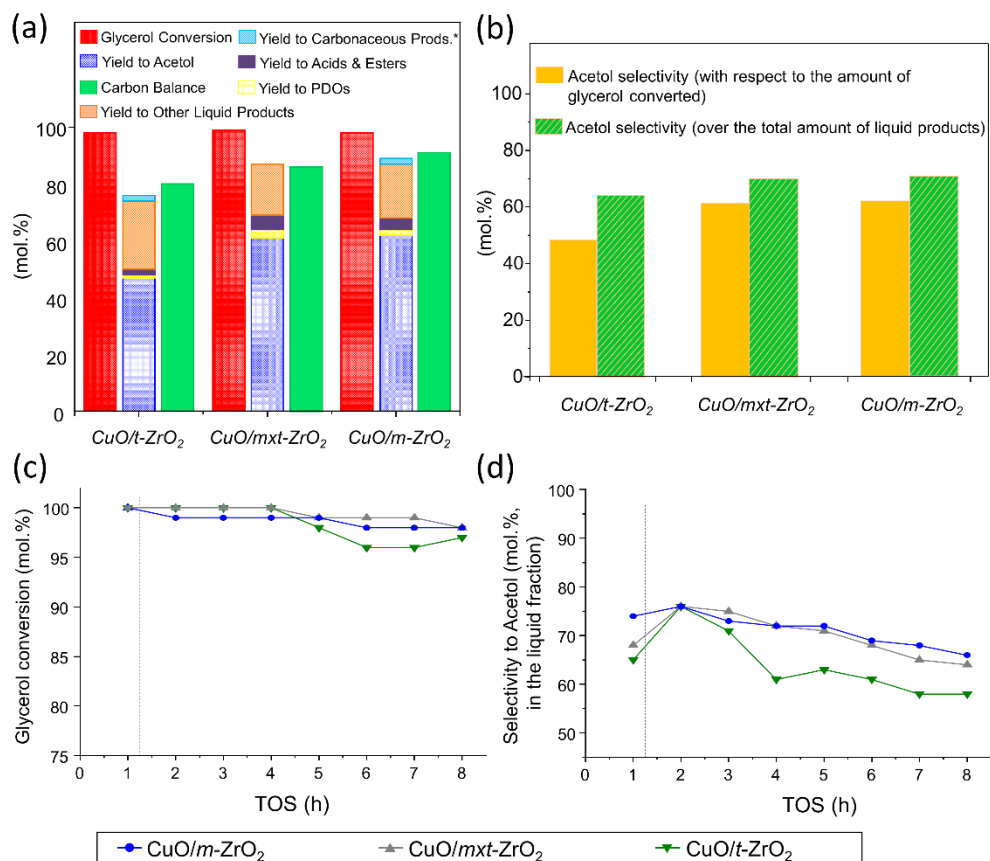 (a)
Glycerol Conversion
Yield to Carbonaceous Prods.*
Yield to Acetol
Yield to Acids & Esters
Carbon Balance
Yield to PDOs
Yield to Other Liquid Products
100
80
60
40
20
0
(mol.%)
CuO/t-ZrO₂
CuO/mxt-ZrO₂
CuO/m-ZrO₂
(b)
Acetol selectivity (with respect to the amount of
glycerol converted)
Acetol selectivity (over the total amount of liquid products)
100
80
60
40
20
0
(mol.%)
CuO/t-ZrO₂
CuO/mxt-ZrO₂
CuO/m-ZrO₂
(c)
Glycerol conversion (mol.%)
100
95
90
85
80
75
0 1 2 3 4 5 6 7 8
TOS (h)
(d)
Selectivity to Acetol (mol.%,
in the liquid fraction)
100
90
80
70
60
50
0 1 2 3 4 5 6 7 8
TOS (h)
CuO/m-ZrO₂
CuO/mxt-ZrO₂
CuO/t-ZrO₂